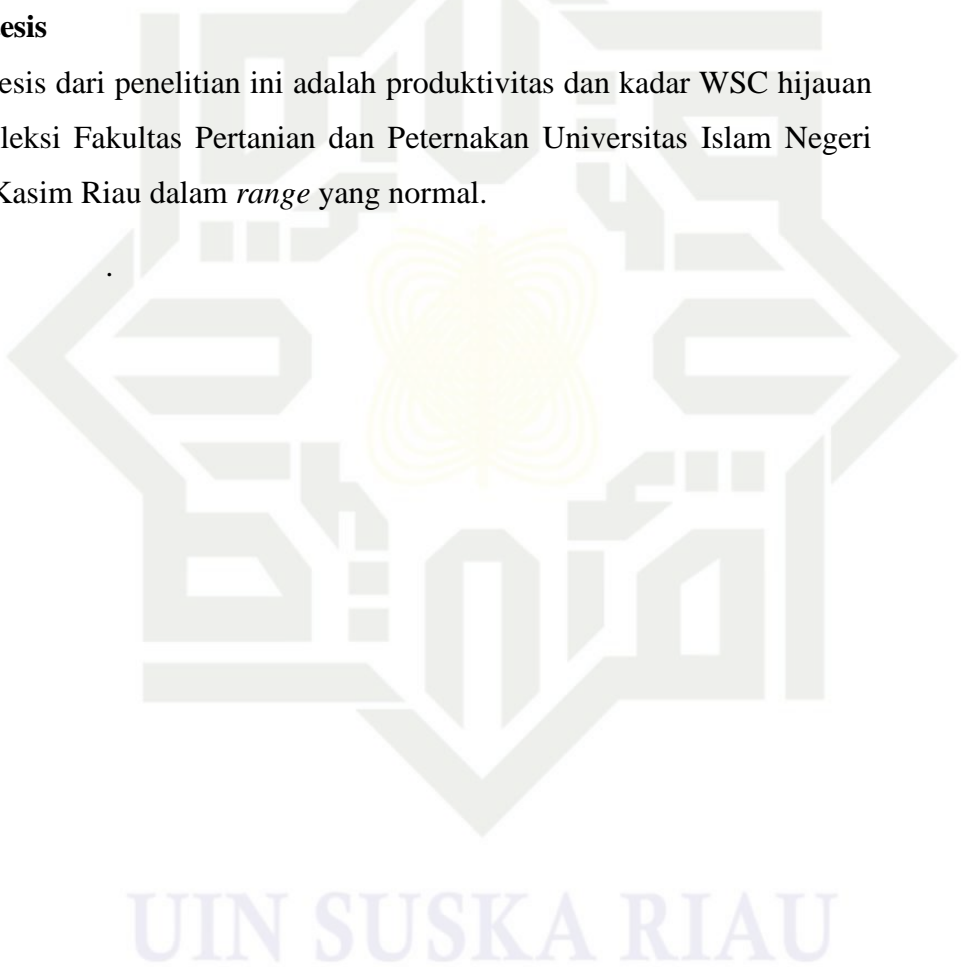 esis
esis dari penelitian ini adalah produktivitas dan kadar WSC hijauan
leksi Fakultas Pertanian dan Peternakan Universitas Islam Negeri
Kasim Riau dalam range yang normal.
.
UIN SUSKA RIAU